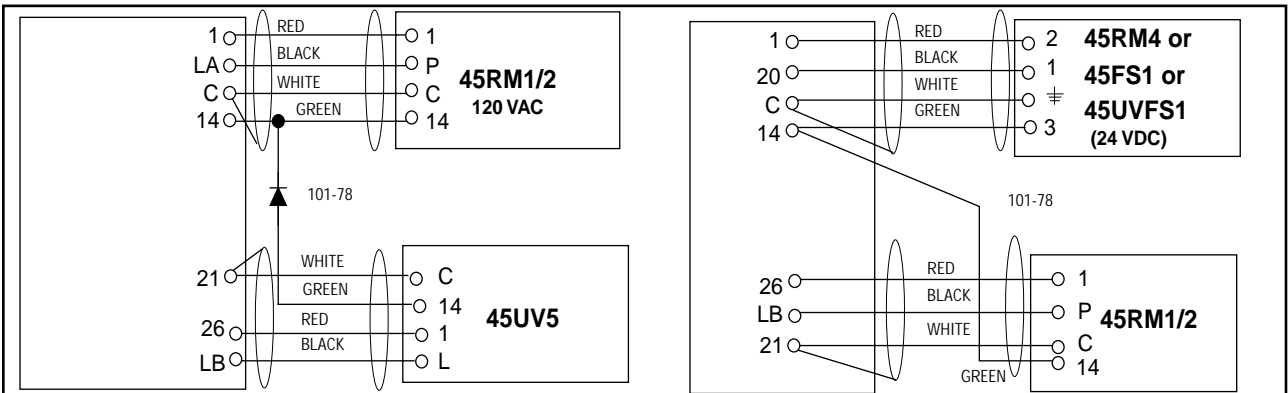 1 RED 1
LA BLACK P
C WHITE C
14 GREEN 14
45RM1/2
120 VAC
101-78
21 WHITE C
GREEN 14
26 RED 1
LB BLACK L
45UV5
1 RED 2
20 BLACK 1
C WHITE
14 GREEN 3
45RM4 or
45FS1 or
45UVFS1
(24 VDC)
101-78
26 RED 1
LB BLACK P
21 WHITE C
GREEN 14
45RM1/2